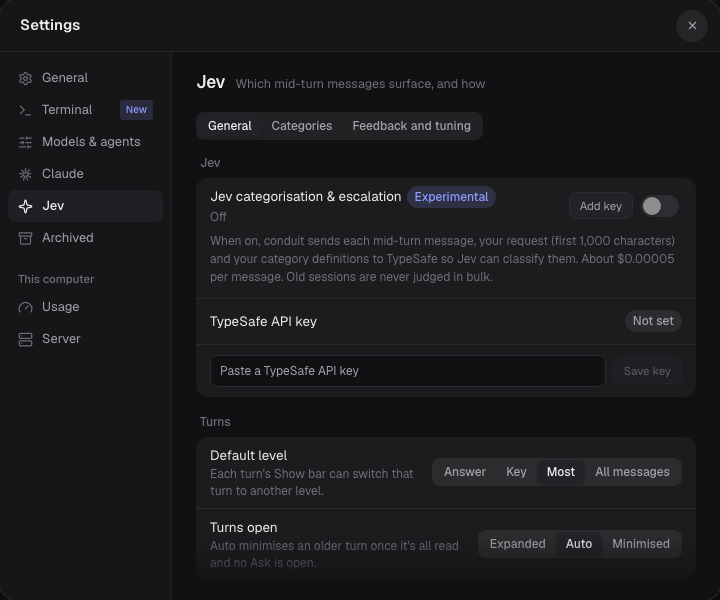 Settings
General
Terminal New
Models & agents
Claude
Jev
Archived
This computer
Usage
Server
Jev Which mid-turn messages surface, and how
General Categories Feedback and tuning
Jev
Jev categorisation & escalation Experimental
Off
Add key
When on, conduit sends each mid-turn message, your request (first 1,000 characters)
and your category definitions to TypeSafe so Jev can classify them. About $0.00005
per message. Old sessions are never judged in bulk.
TypeSafe API key Not set
Paste a TypeSafe API key Save key
Turns
Default level
Each turn's Show bar can switch that
turn to another level.
Answer Key Most All messages
Turns open
Auto minimises an older turn once it's all read
and no Ask is open.
Expanded Auto Minimised